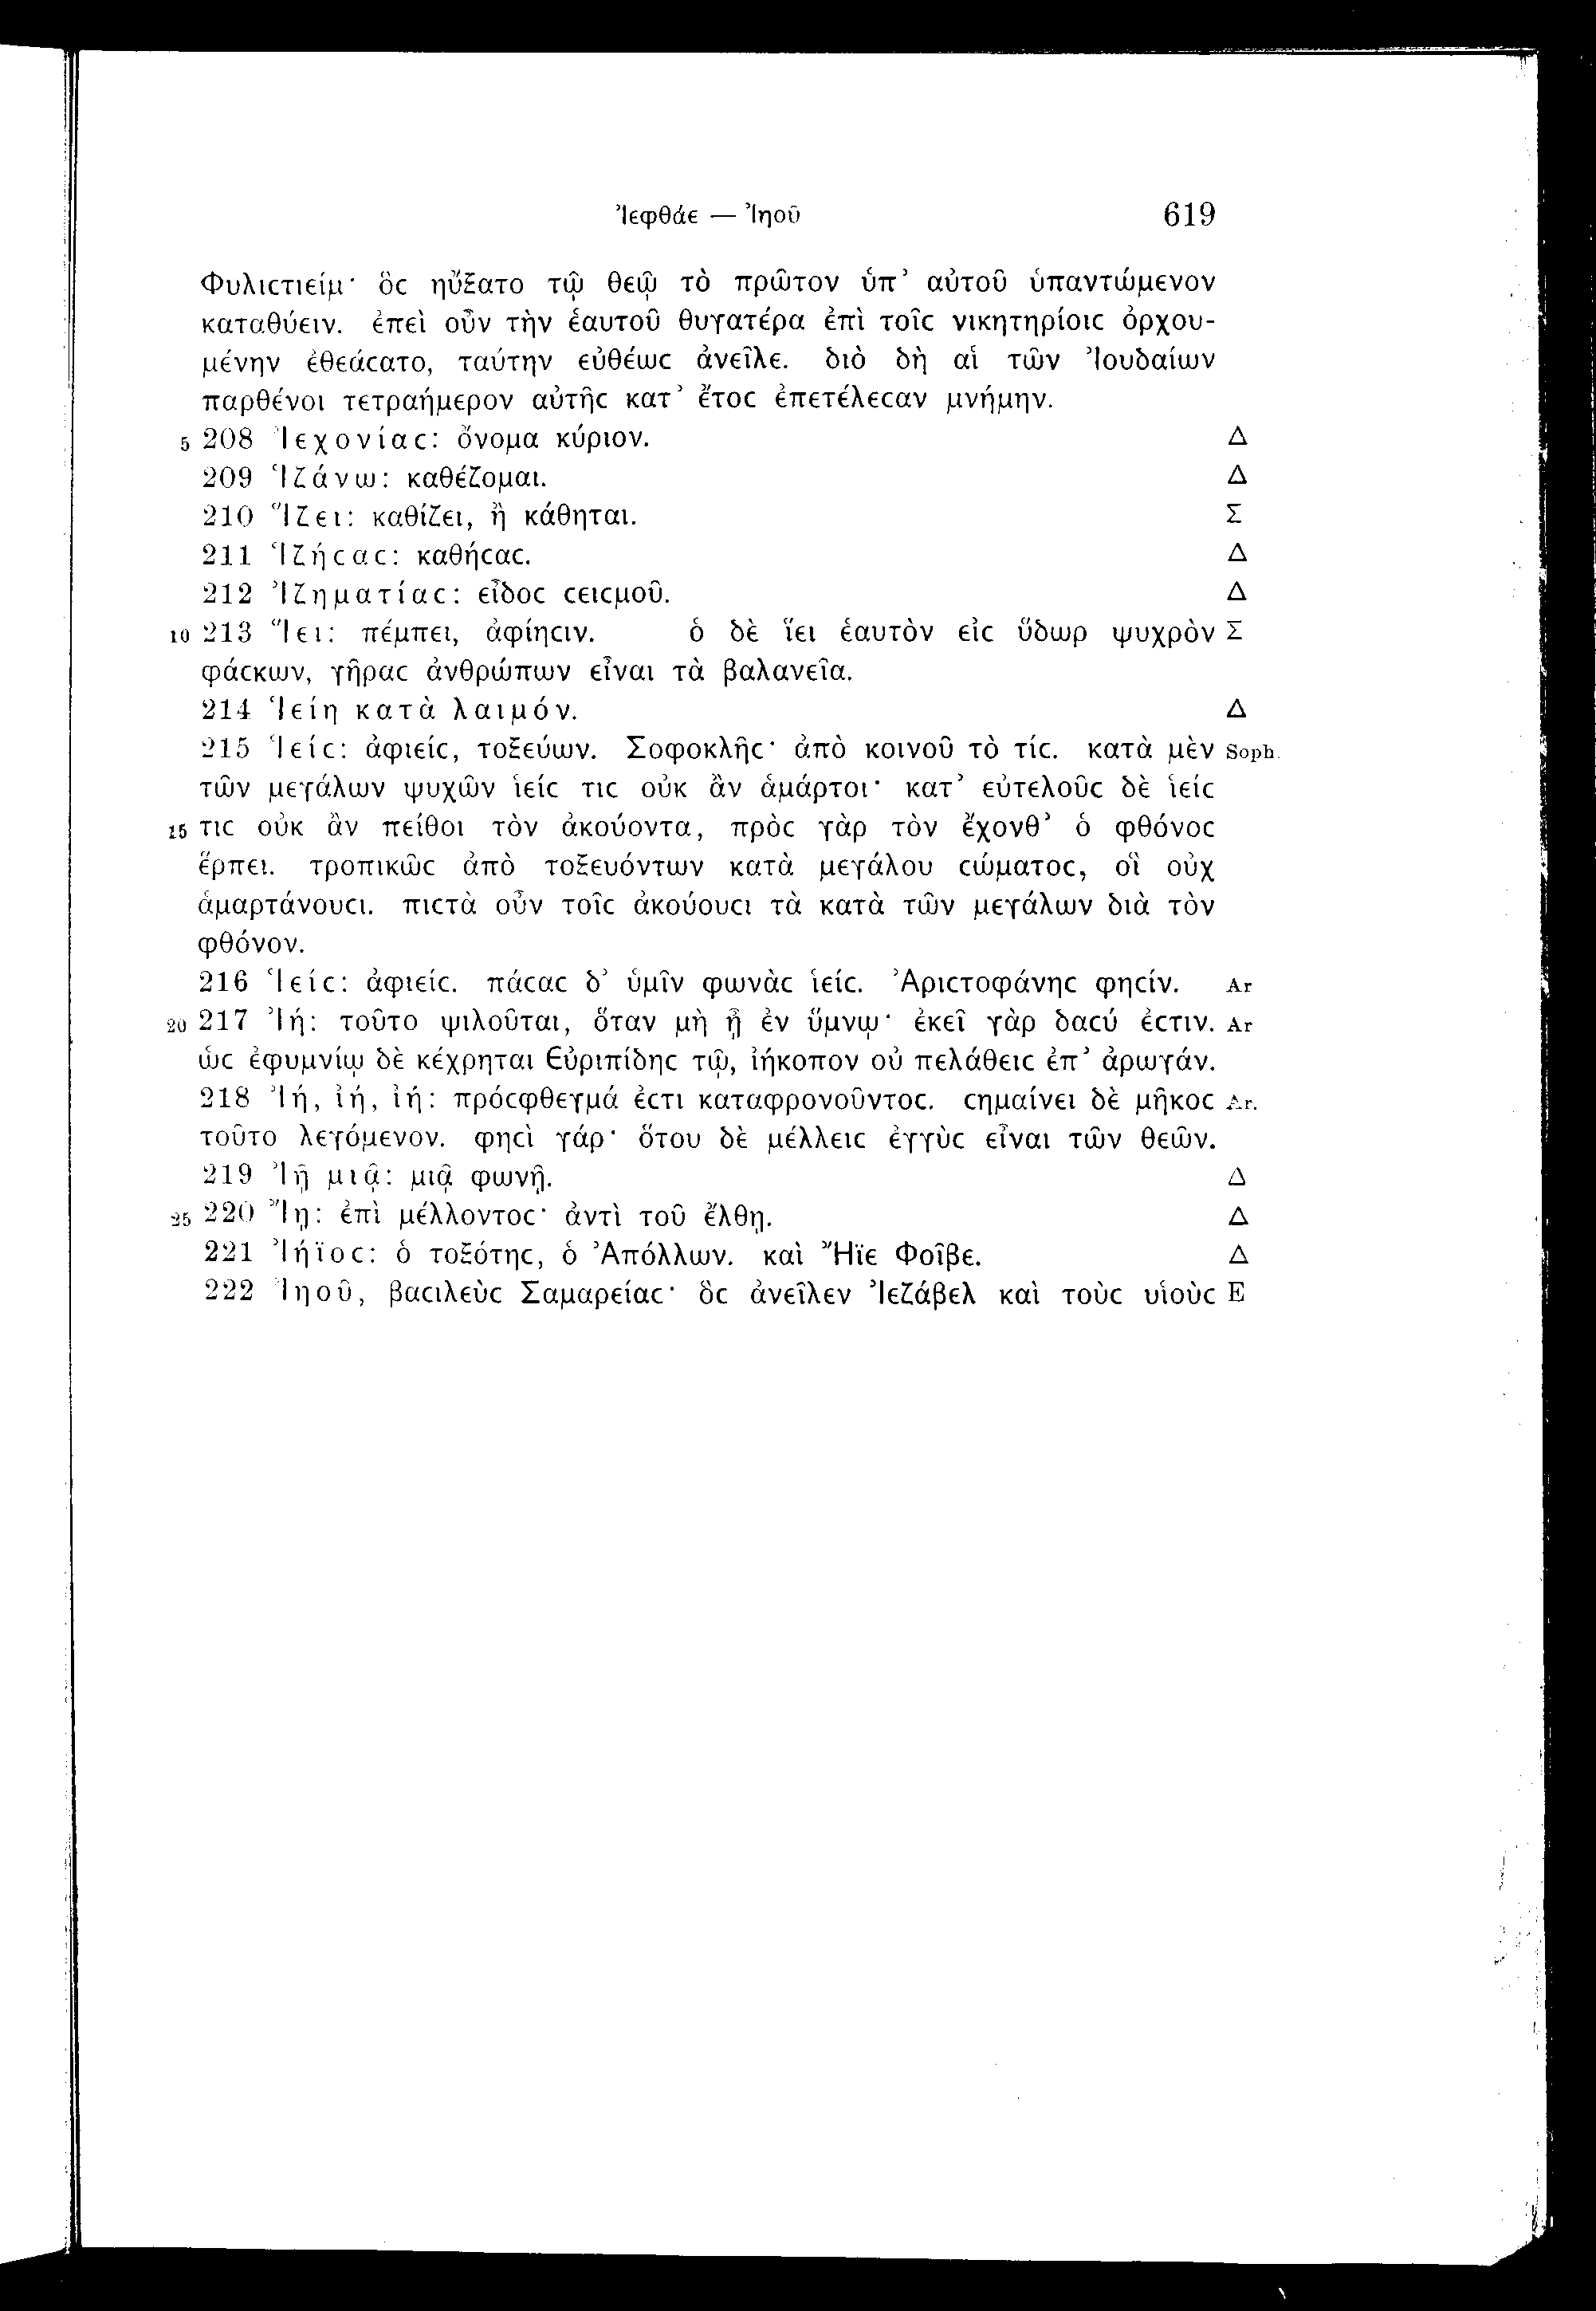 Ἰεφθάε — Ἰηοῦ 619
Φυλιϲτιείμ· ὃϲ ηὔξατο τῷ θεῷ τὸ πρῶτον ὑπ’ αὐτοῦ ὑπαντώμενον
καταθύειν. ἐπεὶ οὖν τὴν ἑαυτοῦ θυγατέρα ἐπὶ τοῖϲ νικητηρίοιϲ ὀρχου-
μένην ἐθεάϲατο, ταύτην εὐθέωϲ ἀνεῖλε. διὸ δὴ αἱ τῶν Ἰουδαίων
παρθένοι τετραήμερον αὐτῆϲ κατ’ ἔτοϲ ἐπετέλεϲαν μνήμην.
5 208 Ἰεχονίαϲ: ὄνομα κύριον. Δ
209 Ἱζάνω: καθέζομαι. Δ
210 Ἵζει: καθίζει, ἢ κάθηται. Σ
211 Ἱζήϲαϲ: καθήϲαϲ. Δ
212 Ἰζηματίαϲ: εἶδοϲ ϲειϲμοῦ. Δ
10 213 Ἵει: πέμπει, ἀφίηϲιν. ὁ δὲ ἵει ἑαυτὸν εἰϲ ὕδωρ ψυχρὸν Σ
φάϲκων, γῆραϲ ἀνθρώπων εἶναι τὰ βαλανεῖα.
214 Ἱείη κατὰ λαιμόν. Δ
215 Ἱείϲ: ἀφιείϲ, τοξεύων. Σοφοκλῆϲ· ἀπὸ κοινοῦ τὸ τίϲ. κατὰ μὲν Soph.
τῶν μεγάλων ψυχῶν ἱείϲ τιϲ οὐκ ἂν ἁμάρτοι· κατ’ εὐτελοῦϲ δὲ ἱείϲ
15 τιϲ οὐκ ἂν πείθοι τὸν ἀκούοντα, πρὸϲ γὰρ τὸν ἔχονθ’ ὁ φθόνοϲ
ἕρπει. τροπικῶϲ ἀπὸ τοξευόντων κατὰ μεγάλου ϲώματοϲ, οἳ οὐχ
ἁμαρτάνουϲι. πιϲτὰ οὖν τοῖϲ ἀκούουϲι τὰ κατὰ τῶν μεγάλων διὰ τὸν
φθόνον.
216 Ἱείϲ: ἀφιείϲ. πάϲαϲ δ’ ὑμῖν φωνὰϲ ἱείϲ. Ἀριϲτοφάνηϲ φηϲίν. Ar
20 217 Ἰή: τοῦτο ψιλοῦται, ὅταν μὴ ᾖ ἐν ὕμνῳ· ἐκεῖ γὰρ δαϲύ ἐϲτιν. Ar
ὡϲ ἐφυμνίῳ δὲ κέχρηται Εὐριπίδηϲ τῷ, ἰήκοπον οὐ πελάθειϲ ἐπ’ ἀρωγάν.
218 Ἰή, ἰή, ἰή: πρόϲφθεγμά ἐϲτι καταφρονοῦντοϲ. ϲημαίνει δὲ μῆκοϲ Ar.
τοῦτο λεγόμενον. φηϲὶ γάρ· ὅτου δὲ μέλλειϲ ἐγγὺϲ εἶναι τῶν θεῶν.
219 Ἰῇ μιᾷ: μιᾷ φωνῇ. Δ
25 220 Ἴῃ: ἐπὶ μέλλοντοϲ· ἀντὶ τοῦ ἔλθῃ. Δ
221 Ἰήϊοϲ: ὁ τοξότηϲ, ὁ Ἀπόλλων. καὶ Ἤϊε Φοῖβε. Δ
222 Ἰηοῦ, βαϲιλεὺϲ Σαμαρείαϲ· ὃϲ ἀνεῖλεν Ἰεζάβελ καὶ τοὺϲ υἱοὺϲ E